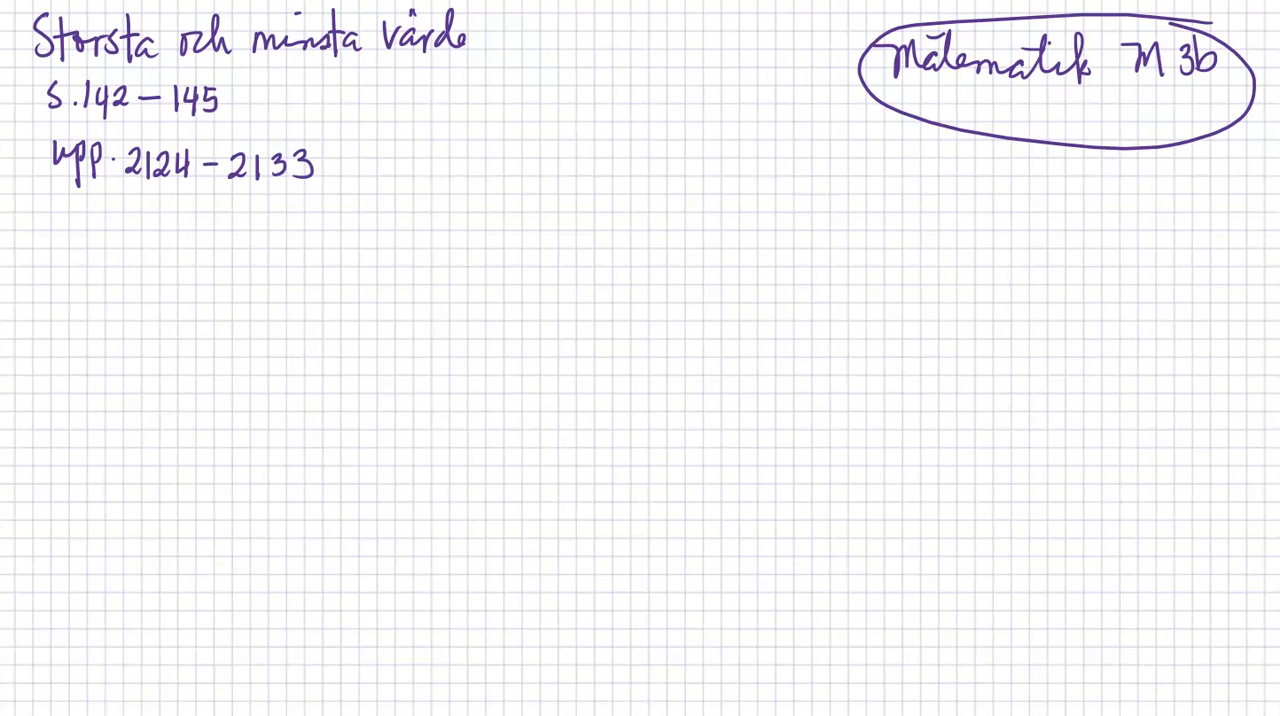 Största och minsta värde
s. 142 – 145
upp. 2124 – 2133
Matematik M 3b